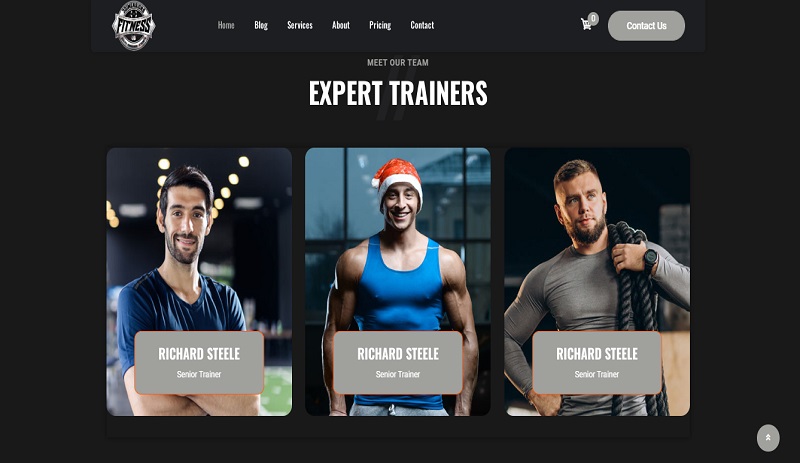 FITNESS
Home Blog Services About Pricing Contact
0
Contact Us
MEET OUR TEAM
EXPERT TRAINERS
RICHARD STEELE
Senior Trainer
RICHARD STEELE
Senior Trainer
RICHARD STEELE
Senior Trainer